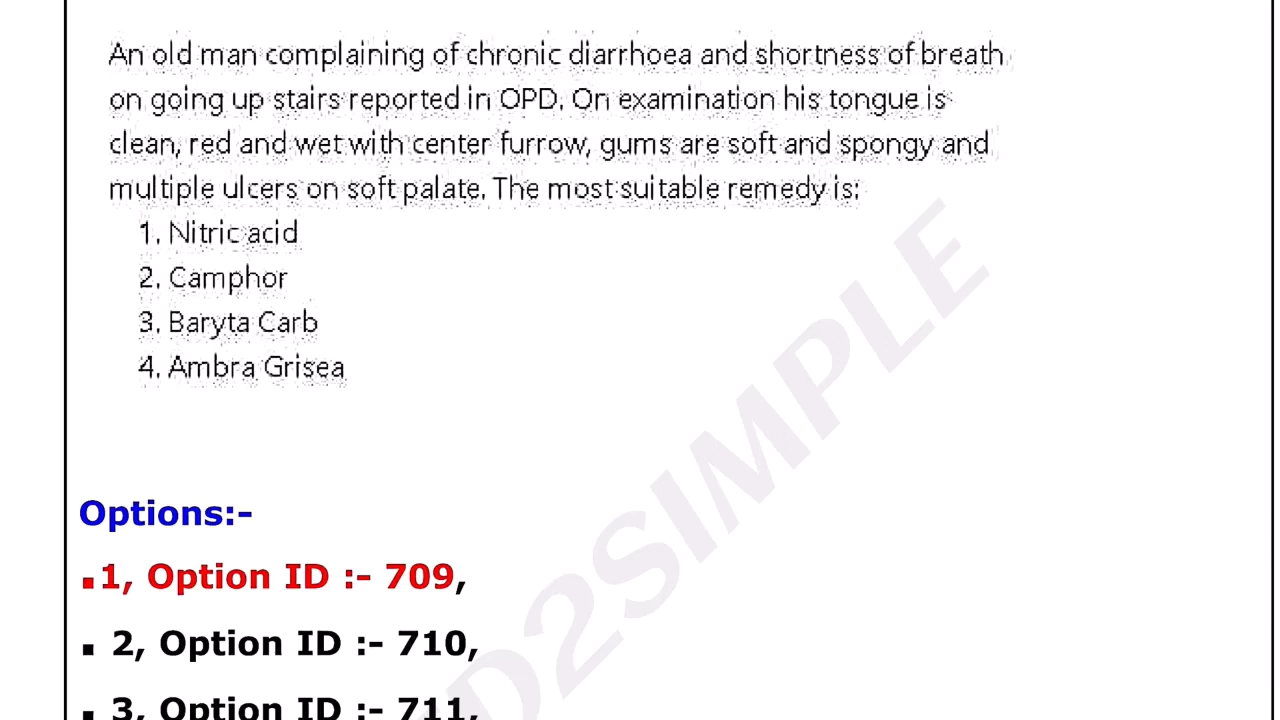 An old man complaining of chronic diarrhoea and shortness of breath
on going up stairs reported in OPD. On examination his tongue is
clean, red and wet with center furrow, gums are soft and spongy and
multiple ulcers on soft palate. The most suitable remedy is:
1. Nitric acid
2. Camphor
3. Baryta Carb
4. Ambra Grisea
Options:-
1, Option ID :- 709,
2, Option ID :- 710,
3, Option ID :- 711,
D2SIMPLE